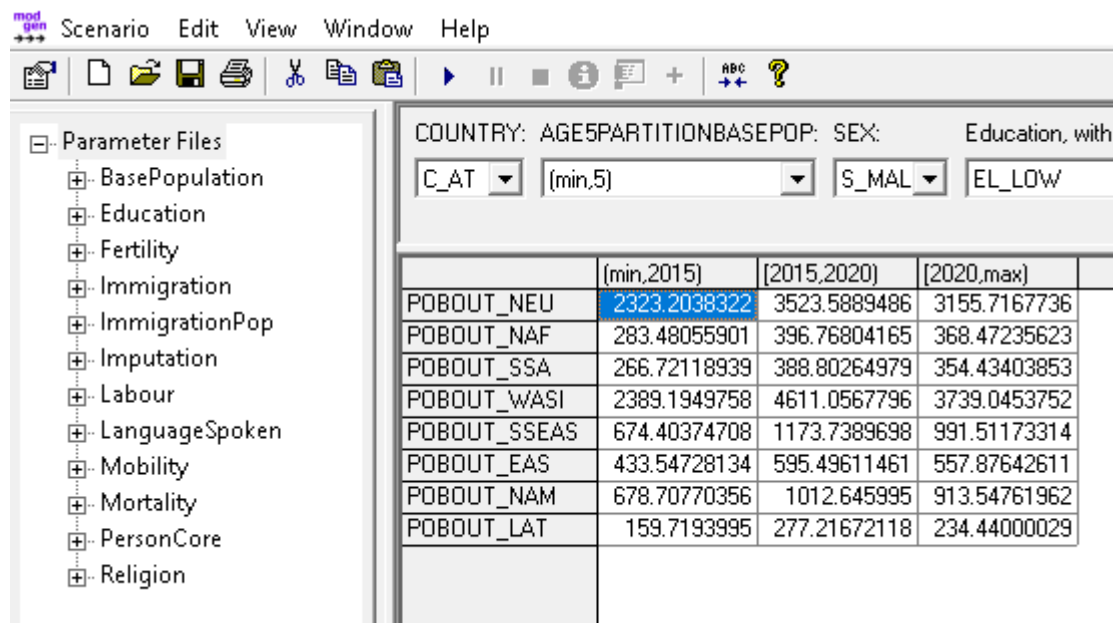 mod
gen
Scenario Edit View Window Help
ABC
Parameter Files
BasePopulation
Education
Fertility
Immigration
ImmigrationPop
Imputation
Labour
LanguageSpoken
Mobility
Mortality
PersonCore
Religion
COUNTRY: AGE5PARTITIONBASEPOP: SEX: Education, with
C_AT (min,5) S_MAL EL_LOW
(min,2015) [2015,2020) [2020,max)
POBOUT_NEU 2323.2038322 3523.5889486 3155.7167736
POBOUT_NAF 283.48055901 396.76804165 368.47235623
POBOUT_SSA 266.72118939 388.80264979 354.43403853
POBOUT_WASI 2389.1949758 4611.0567796 3739.0453752
POBOUT_SSEAS 674.40374708 1173.7389698 991.51173314
POBOUT_EAS 433.54728134 595.49611461 557.87642611
POBOUT_NAM 678.70770356 1012.645995 913.54761962
POBOUT_LAT 159.7193995 277.21672118 234.44000029